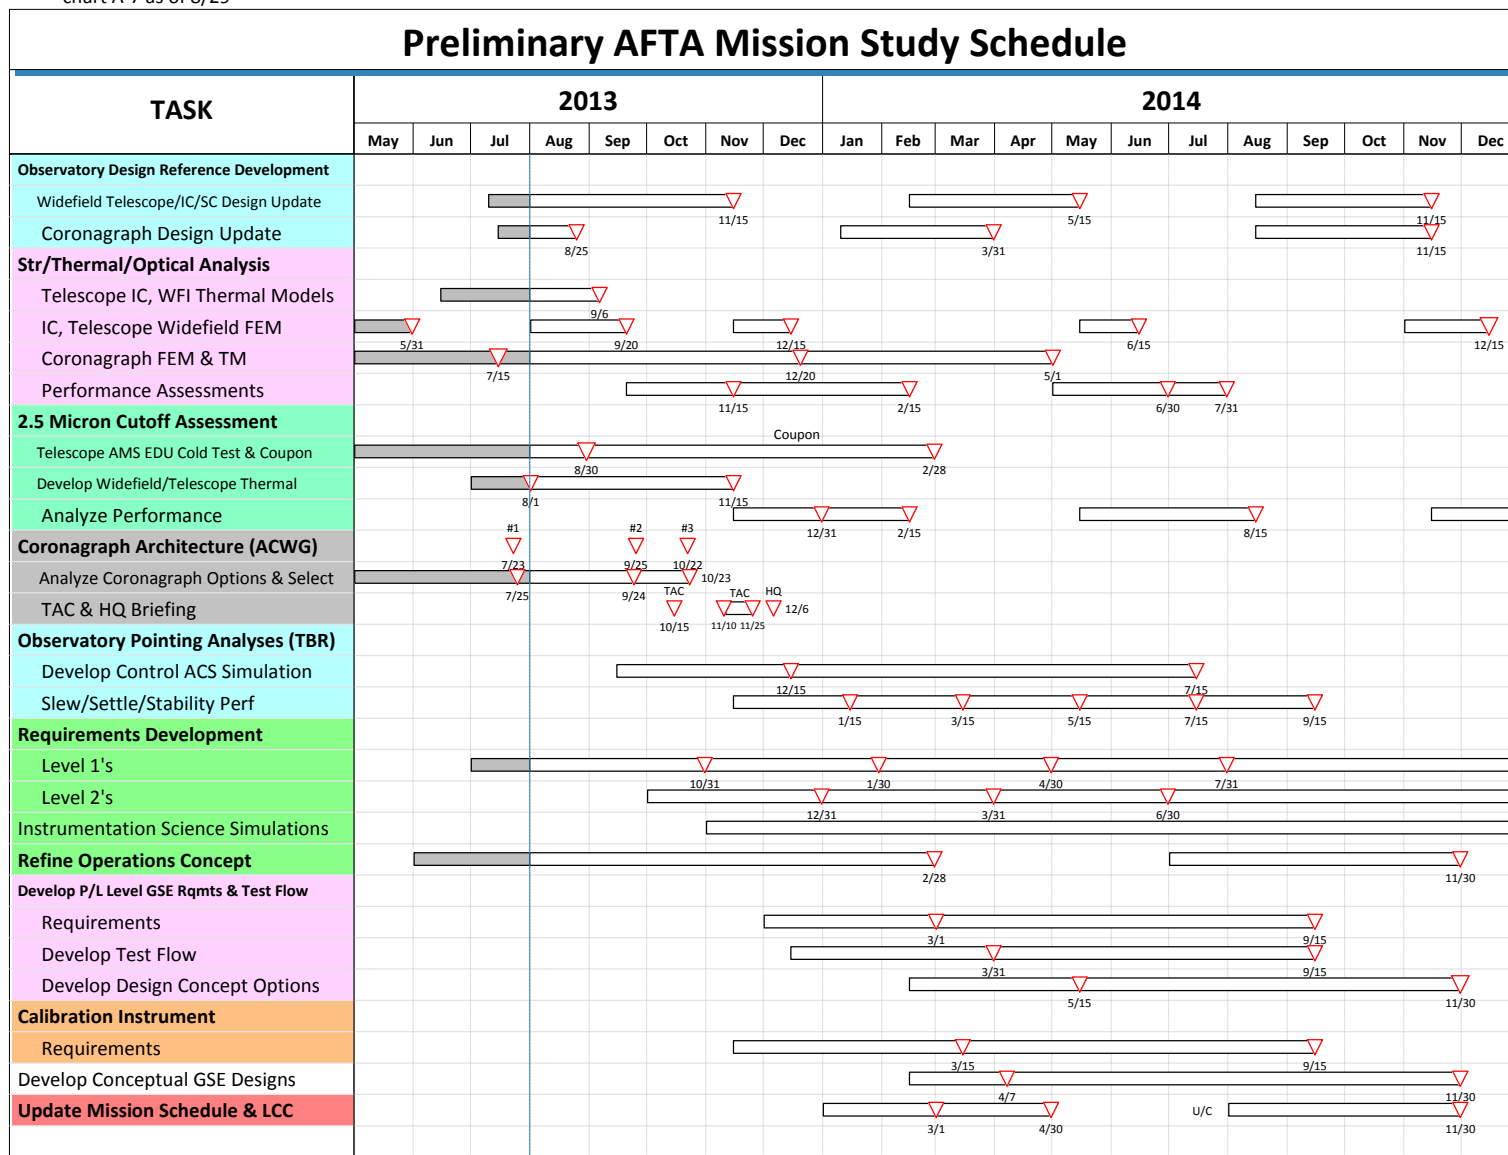 chart A-7 as of 8/29
Preliminary AFTA Mission Study Schedule
TASK
2013
2014
May Jun Jul Aug Sep Oct Nov Dec Jan Feb Mar Apr May Jun Jul Aug Sep Oct Nov Dec
Observatory Design Reference Development
Widefield Telescope/IC/SC Design Update
11/15 5/15 11/15
Coronagraph Design Update
8/25 3/31 11/15
Str/Thermal/Optical Analysis
Telescope IC, WFI Thermal Models
9/6
IC, Telescope Widefield FEM
5/31 9/20 12/15 6/15 12/15
Coronagraph FEM & TM
7/15 12/20 5/1
Performance Assessments
11/15 2/15 6/30 7/31
2.5 Micron Cutoff Assessment
Coupon
Telescope AMS EDU Cold Test & Coupon
8/30 2/28
Develop Widefield/Telescope Thermal
8/1 11/15
Analyze Performance
12/31 2/15 8/15
#1 #2 #3
Coronagraph Architecture (ACWG)
7/23 9/25 10/22
Analyze Coronagraph Options & Select
10/23
7/25 9/24
TAC TAC HQ
TAC & HQ Briefing
12/6
10/15 11/10 11/25
Observatory Pointing Analyses (TBR)
Develop Control ACS Simulation
12/15 7/15
Slew/Settle/Stability Perf
1/15 3/15 5/15 7/15 9/15
Requirements Development
Level 1's
10/31 1/30 4/30 7/31
Level 2's
12/31 3/31 6/30
Instrumentation Science Simulations
Refine Operations Concept
2/28 11/30
Develop P/L Level GSE Rqmts & Test Flow
Requirements
3/1 9/15
Develop Test Flow
3/31 9/15
Develop Design Concept Options
5/15 11/30
Calibration Instrument
Requirements
3/15 9/15
Develop Conceptual GSE Designs
4/7 11/30
Update Mission Schedule & LCC
U/C
3/1 4/30 11/30